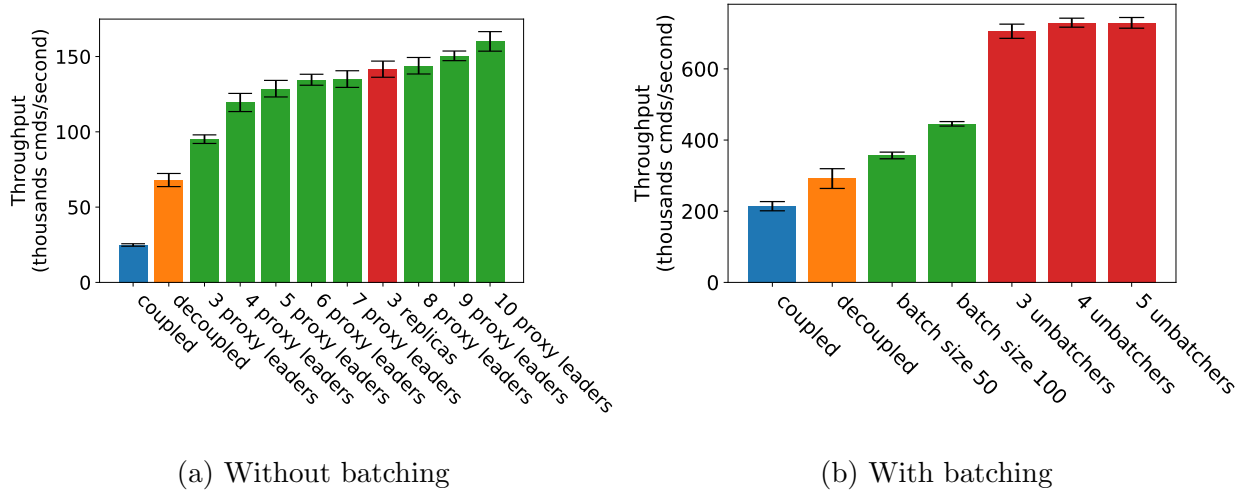 Throughput
(thousands cmds/second)
150
100
50
0
coupled
decoupled
3 proxy leaders
4 proxy leaders
5 proxy leaders
6 proxy leaders
7 proxy leaders
3 replicas
8 proxy leaders
9 proxy leaders
10 proxy leaders
(a) Without batching
Throughput
(thousands cmds/second)
600
400
200
0
coupled
decoupled
batch size 50
batch size 100
3 unbatchers
4 unbatchers
5 unbatchers
(b) With batching